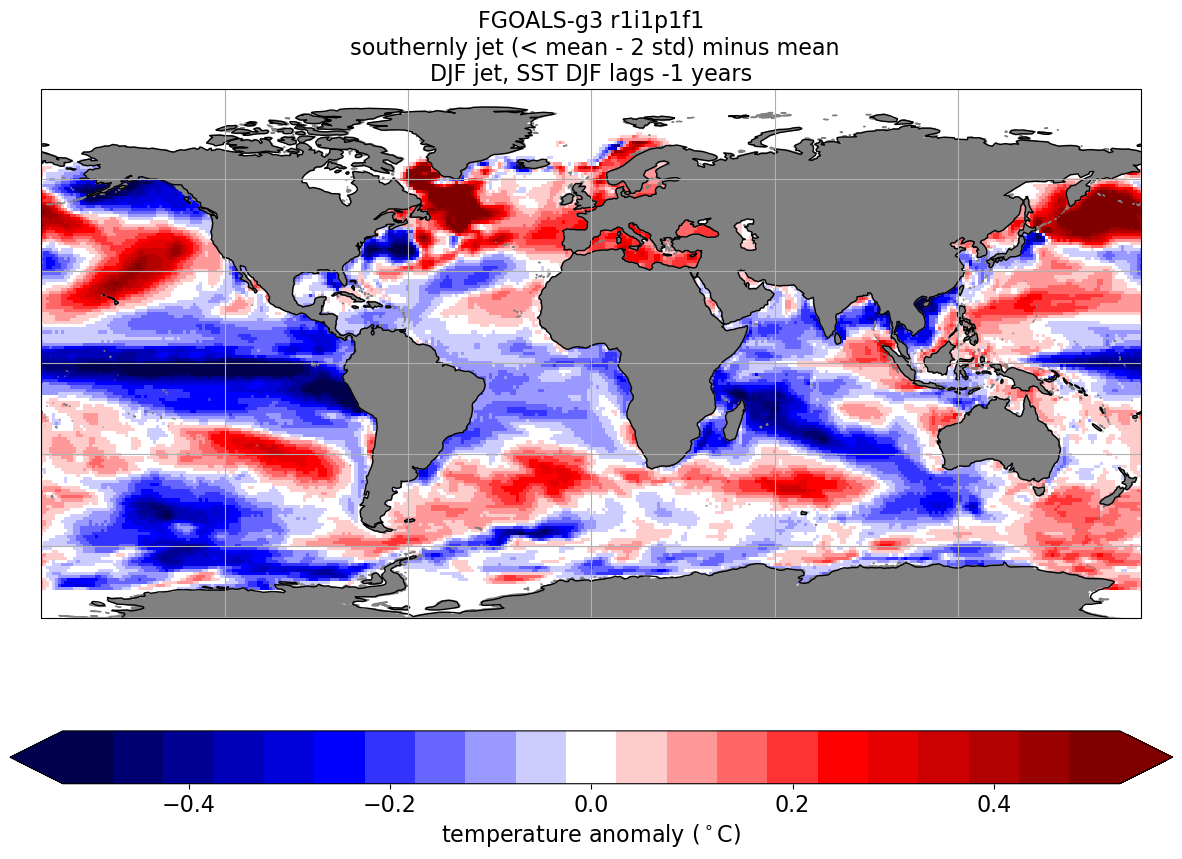 FGOALS-g3 r1i1p1f1
southernly jet (< mean - 2 std) minus mean
DJF jet, SST DJF lags -1 years
−0.4 −0.2 0.0 0.2 0.4
temperature anomaly (°C)